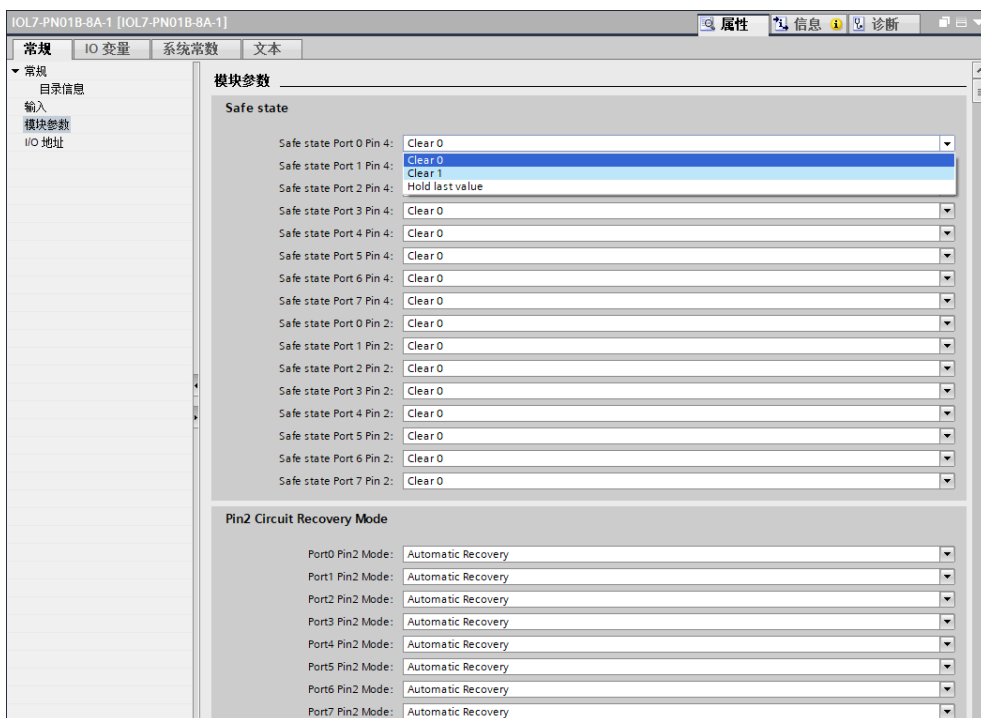 IOL7-PN01B-8A-1 [IOL7-PN01B-8A-1]
属性 信息 诊断
常规 IO 变量 系统常数 文本
常规
目录信息
输入
模块参数
I/O 地址
模块参数
Safe state
Safe state Port 0 Pin 4: Clear 0
Clear 0
Safe state Port 1 Pin 4:
Clear 1
Safe state Port 2 Pin 4: Hold last value
Safe state Port 3 Pin 4: Clear 0
Safe state Port 4 Pin 4: Clear 0
Safe state Port 5 Pin 4: Clear 0
Safe state Port 6 Pin 4: Clear 0
Safe state Port 7 Pin 4: Clear 0
Safe state Port 0 Pin 2: Clear 0
Safe state Port 1 Pin 2: Clear 0
Safe state Port 2 Pin 2: Clear 0
Safe state Port 3 Pin 2: Clear 0
Safe state Port 4 Pin 2: Clear 0
Safe state Port 5 Pin 2: Clear 0
Safe state Port 6 Pin 2: Clear 0
Safe state Port 7 Pin 2: Clear 0
Pin2 Circuit Recovery Mode
Port0 Pin2 Mode: Automatic Recovery
Port1 Pin2 Mode: Automatic Recovery
Port2 Pin2 Mode: Automatic Recovery
Port3 Pin2 Mode: Automatic Recovery
Port4 Pin2 Mode: Automatic Recovery
Port5 Pin2 Mode: Automatic Recovery
Port6 Pin2 Mode: Automatic Recovery
Port7 Pin2 Mode: Automatic Recovery